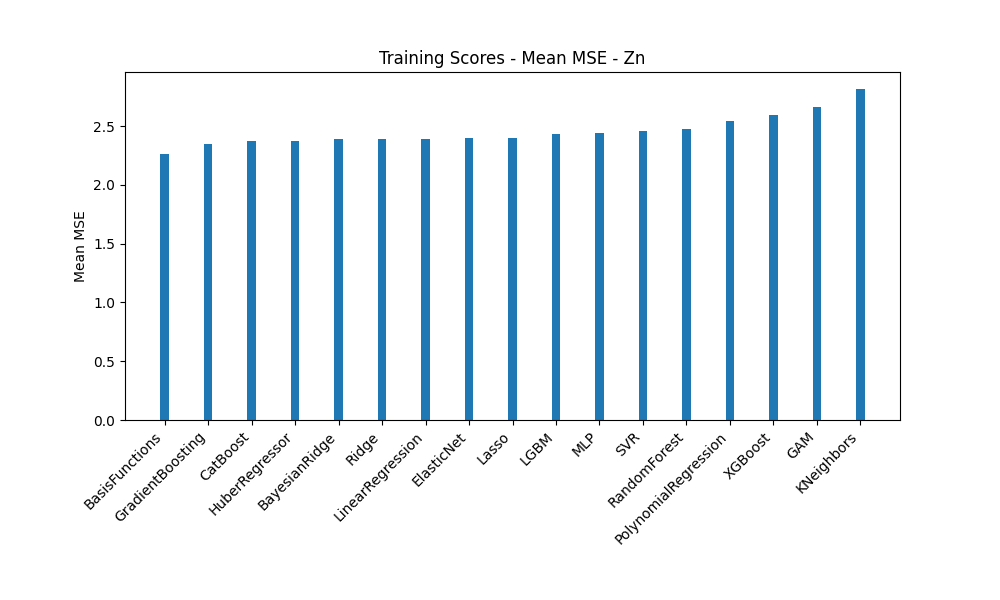 Training Scores - Mean MSE - Zn
Mean MSE
2.5
2.0
1.5
1.0
0.5
0.0
BasisFunctions
GradientBoosting
CatBoost
HuberRegressor
BayesianRidge
Ridge
LinearRegression
ElasticNet
Lasso
LGBM
MLP
SVR
RandomForest
PolynomialRegression
XGBoost
GAM
KNeighbors